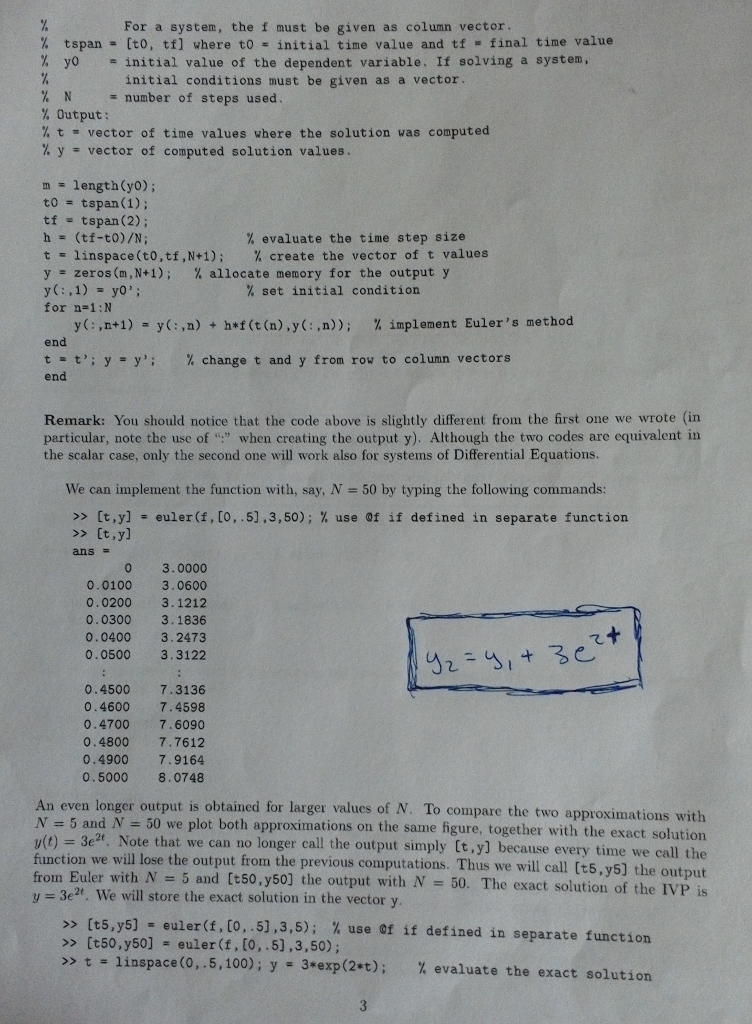 % For a system, the f must be given as column vector.
% tspan = [t0, tf] where t0 = initial time value and tf = final time value
% y0 = initial value of the dependent variable. If solving a system,
% initial conditions must be given as a vector.
% N = number of steps used.
% Output:
% t = vector of time values where the solution was computed
% y = vector of computed solution values.
m = length(y0);
t0 = tspan(1);
tf = tspan(2);
h = (tf-t0)/N; % evaluate the time step size
t = linspace(t0,tf,N+1); % create the vector of t values
y = zeros(m,N+1); % allocate memory for the output y
y(:,1) = y0'; % set initial condition
for n=1:N
y(:,n+1) = y(:,n) + h*f(t(n),y(:,n)); % implement Euler's method
end
t = t'; y = y'; % change t and y from row to column vectors
end
Remark: You should notice that the code above is slightly different from the first one we wrote (in
particular, note the use of ":" when creating the output y). Although the two codes are equivalent in
the scalar case, only the second one will work also for systems of Differential Equations.
We can implement the function with, say, N = 50 by typing the following commands:
>> [t,y] = euler(f,[0,.5],3,50); % use @f if defined in separate function
>> [t,y]
ans =
0 3.0000
0.0100 3.0600
0.0200 3.1212
0.0300 3.1836
0.0400 3.2473
0.0500 3.3122
: :
0.4500 7.3136
0.4600 7.4598
0.4700 7.6090
0.4800 7.7612
0.4900 7.9164
0.5000 8.0748
y₂ = y₁ + 3e²ᵗ
An even longer output is obtained for larger values of N. To compare the two approximations with
N = 5 and N = 50 we plot both approximations on the same figure, together with the exact solution
y(t) = 3e²ᵗ. Note that we can no longer call the output simply [t,y] because every time we call the
function we will lose the output from the previous computations. Thus we will call [t5,y5] the output
from Euler with N = 5 and [t50,y50] the output with N = 50. The exact solution of the IVP is
y = 3e²ᵗ. We will store the exact solution in the vector y.
>> [t5,y5] = euler(f,[0,.5],3,5); % use @f if defined in separate function
>> [t50,y50] = euler(f,[0,.5],3,50);
>> t = linspace(0,.5,100); y = 3*exp(2*t); % evaluate the exact solution
3